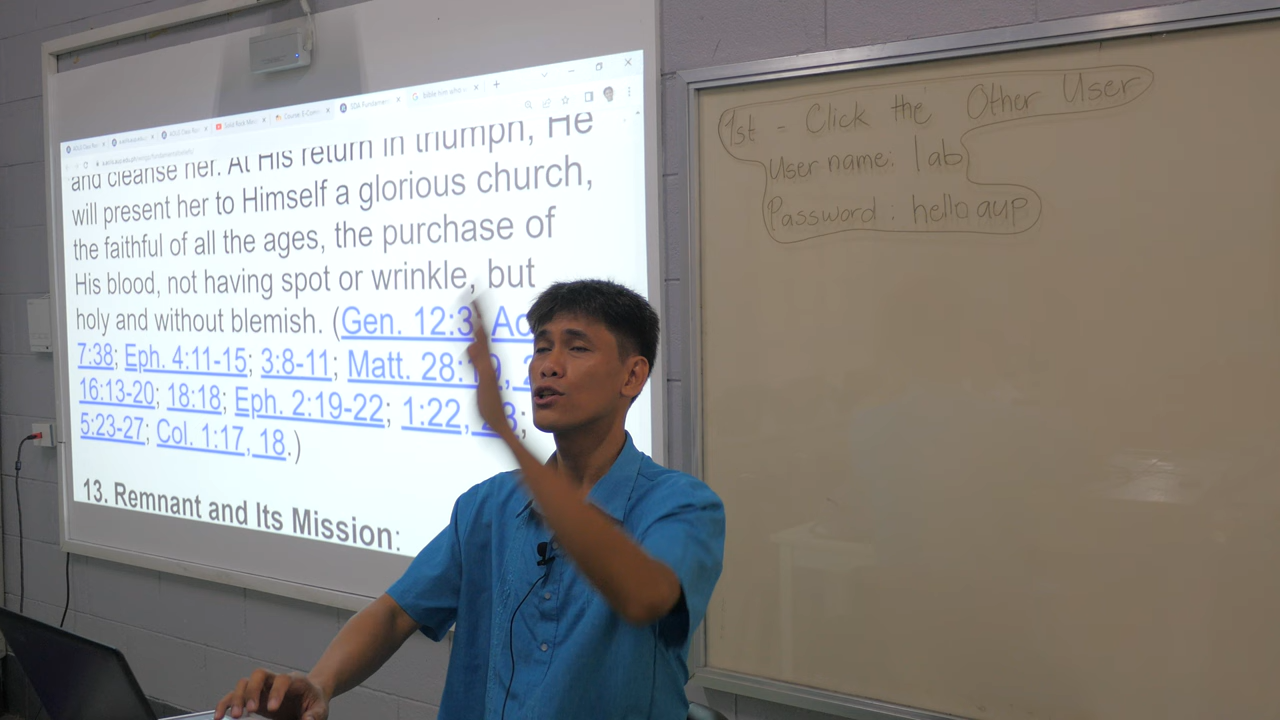 and cleanse her. At His return in triumph, He
will present her to Himself a glorious church,
the faithful of all the ages, the purchase of
His blood, not having spot or wrinkle, but
holy and without blemish. (Gen. 12:3
7:38; Eph. 4:11-15; 3:8-11; Matt. 28:
16:13-20; 18:18; Eph. 2:19-22; 1:22,
5:23-27; Col. 1:17, 18.)
13. Remnant and Its Mission:
1st - Click the Other User
User name: lab
Password: hello aup